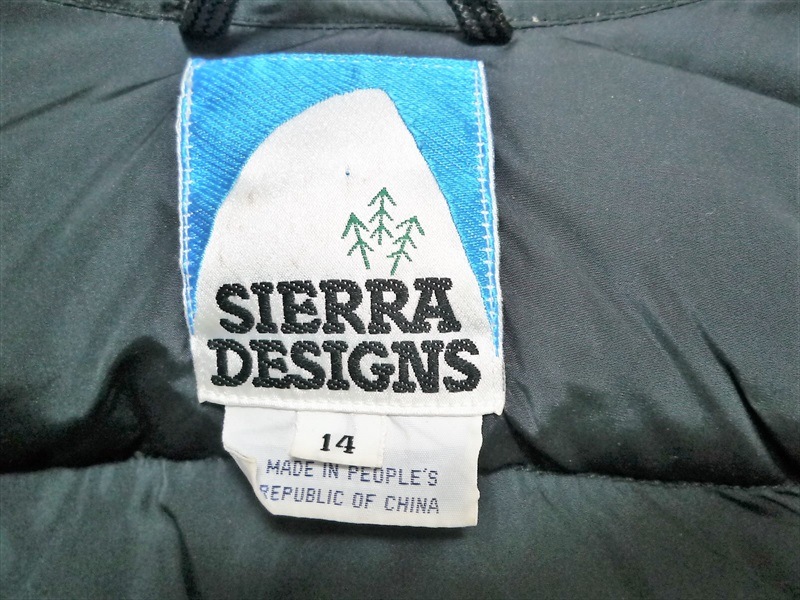 SIERRA
DESIGNS
14
MADE IN PEOPLE'S
REPUBLIC OF CHINA